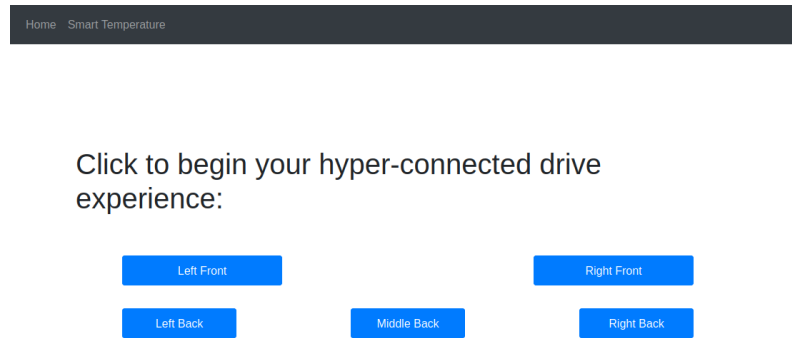 Home Smart Temperature
Click to begin your hyper-connected drive
experience:
Left Front Right Front
Left Back Middle Back Right Back